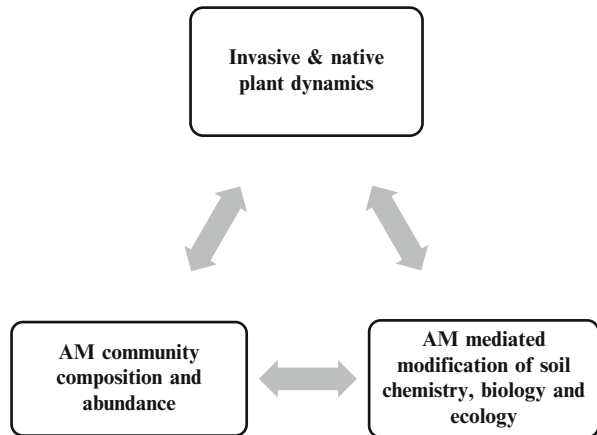 Invasive & native
plant dynamics
AM community
composition and
abundance
AM mediated
modification of soil
chemistry, biology and
ecology